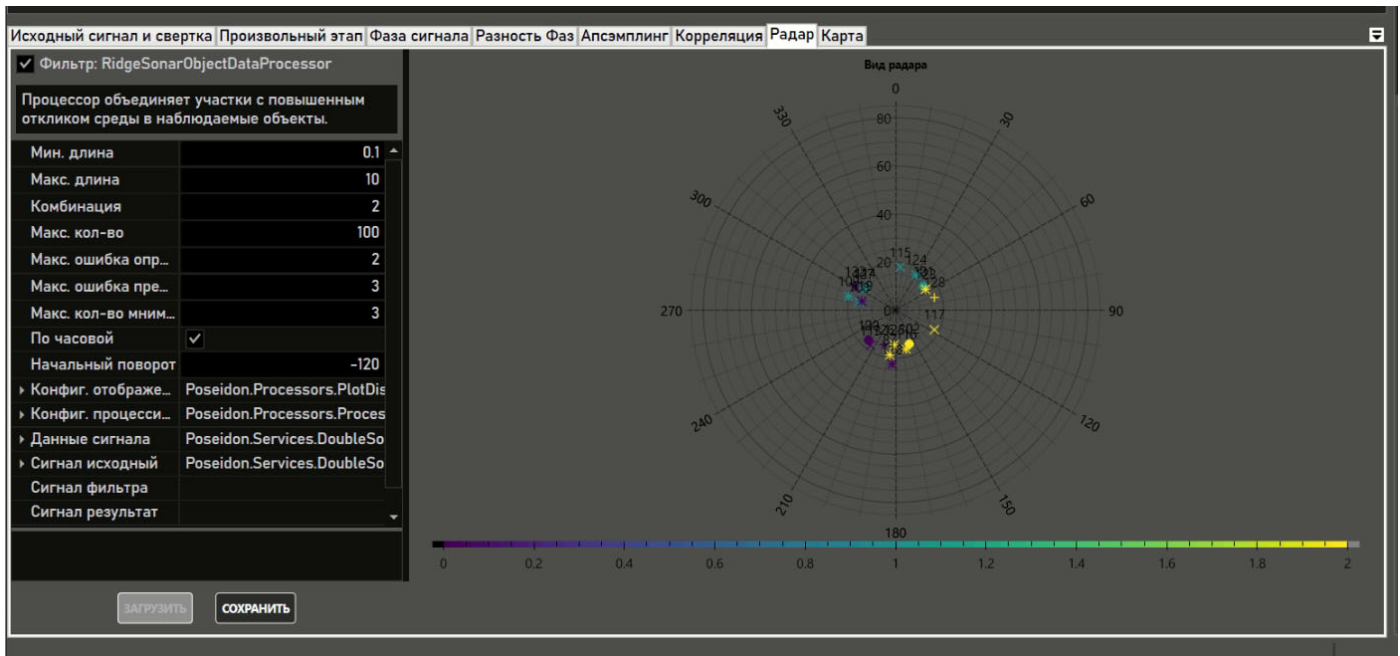 Исходный сигнал и свертка Произвольный этап Фаза сигнала Разность Фаз Апсэмплинг Корреляция Радар Карта
Фильтр: RidgeSonarObjectDataProcessor
Процессор объединяет участки с повышенным
откликом среды в наблюдаемые объекты.
Мин. длина 0.1
Макс. длина 10
Комбинация 2
Макс. кол-во 100
Макс. ошибка опр... 2
Макс. ошибка пре... 3
Макс. кол-во мним... 3
По часовой
Начальный поворот -120
Конфиг. отображе... Poseidon.Processors.PlotDis
Конфиг. процесси... Poseidon.Processors.Proces
Данные сигнала Poseidon.Services.DoubleSo
Сигнал исходный Poseidon.Services.DoubleSo
Сигнал фильтра
Сигнал результат
ЗАГРУЗИТЬ СОХРАНИТЬ
Вид радара
0
330 80 30
60
300 60
40
115
20 124
128
270 0 117 90
240 120
210 150
180
0 0.2 0.4 0.6 0.8 1 1.2 1.4 1.6 1.8 2